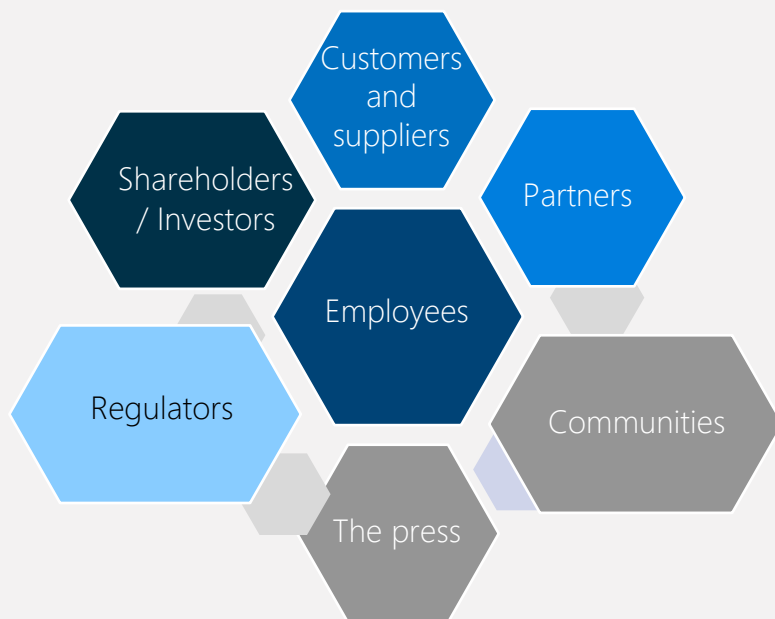 Customers
and
suppliers
Shareholders
/ Investors
Partners
Employees
Regulators
Communities
The press